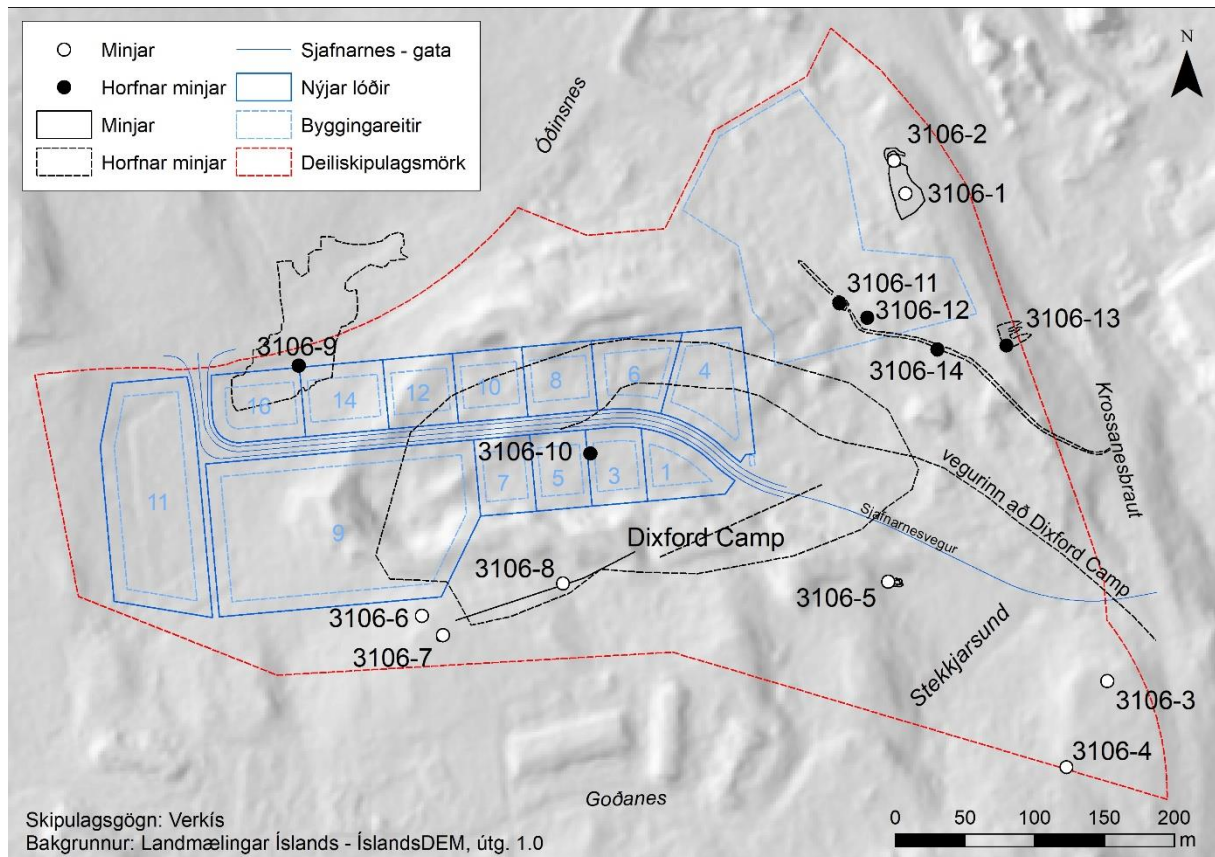 Minjar
Sjafnarnes - gata
Horfnar minjar
Nýjar lóðir
Minjar
Byggingareitir
Horfnar minjar
Deiliskipulagsmörk
N
Óðinsnes
3106-2
3106-1
3106-11
3106-12
3106-13
3106-14
3106-9
Krossanesbraut
16
14
12
10
8
6
4
3106-10
7
5
3
1
11
9
vegurinn að Dixford Camp
Sjafnarnesvegur
Dixford Camp
3106-8
3106-5
3106-6
3106-7
Stekkjarsund
3106-3
3106-4
Goðanes
Skipulagsgögn: Verkís
Bakgrunnur: Landmælingar Íslands - ÍslandsDEM, útg. 1.0
0 50 100 150 200
m